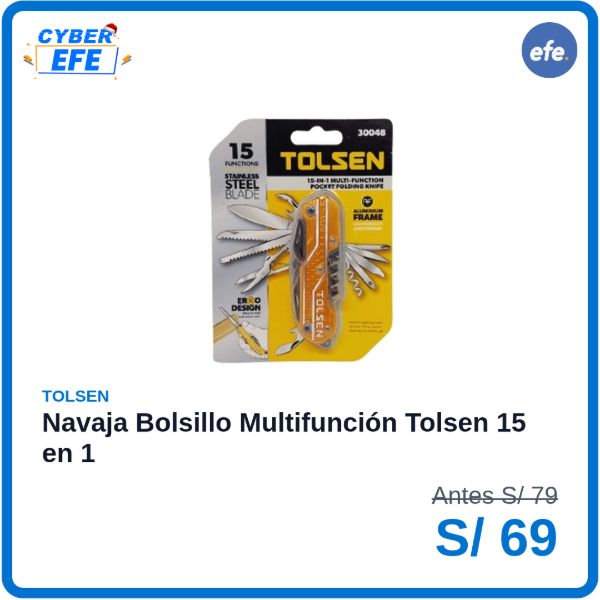 CYBER
EFE
efe.
30048
15
FUNCTIONS
TOLSEN
15-IN-1 MULTI-FUNCTION
POCKET FOLDING KNIFE
STAINLESS
STEEL
BLADE
ALUMINIUM
FRAME
ERGO
DESIGN
TOLSEN
TOLSEN
Navaja Bolsillo Multifunción Tolsen 15
en 1
Antes S/ 79
S/ 69